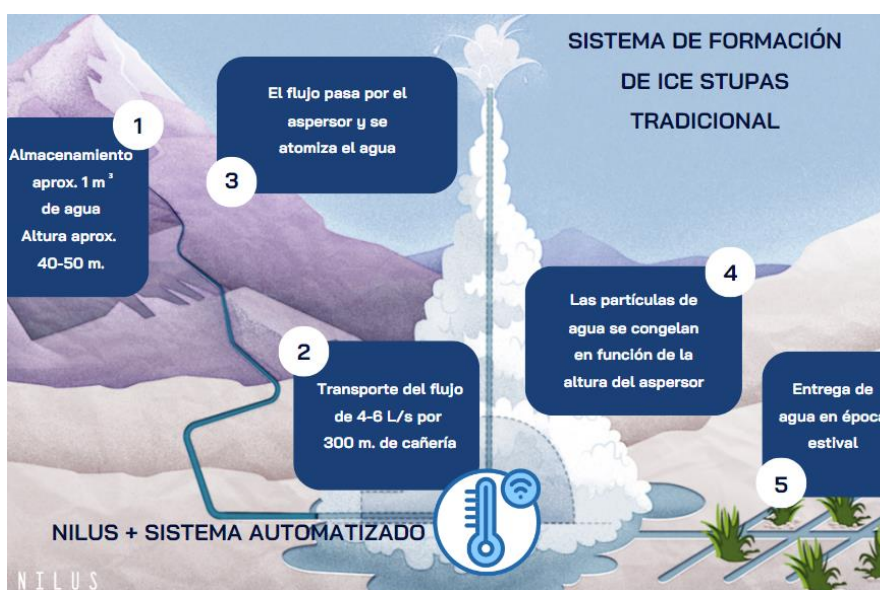 SISTEMA DE FORMACIÓN
DE ICE STUPAS
TRADICIONAL
1
Almacenamiento
aprox. 1 m³
de agua
Altura aprox.
40-50 m.
2
Transporte del flujo
de 4-6 L/s por
300 m. de cañería
3
El flujo pasa por el
aspersor y se
atomiza el agua
4
Las partículas de
agua se congelan
en función de la
altura del aspersor
5
Entrega de
agua en época
estival
NILUS + SISTEMA AUTOMATIZADO
NILUS